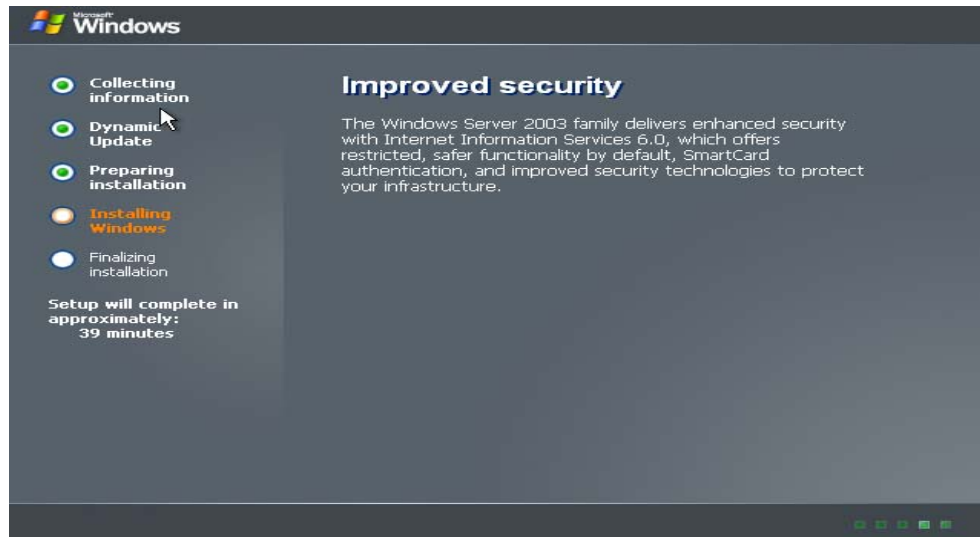 Microsoft
Windows
Collecting
information
Dynamic
Update
Preparing
installation
Installing
Windows
Finalizing
installation
Setup will complete in
approximately:
39 minutes
Improved security
The Windows Server 2003 family delivers enhanced security
with Internet Information Services 6.0, which offers
restricted, safer functionality by default, SmartCard
authentication, and improved security technologies to protect
your infrastructure.